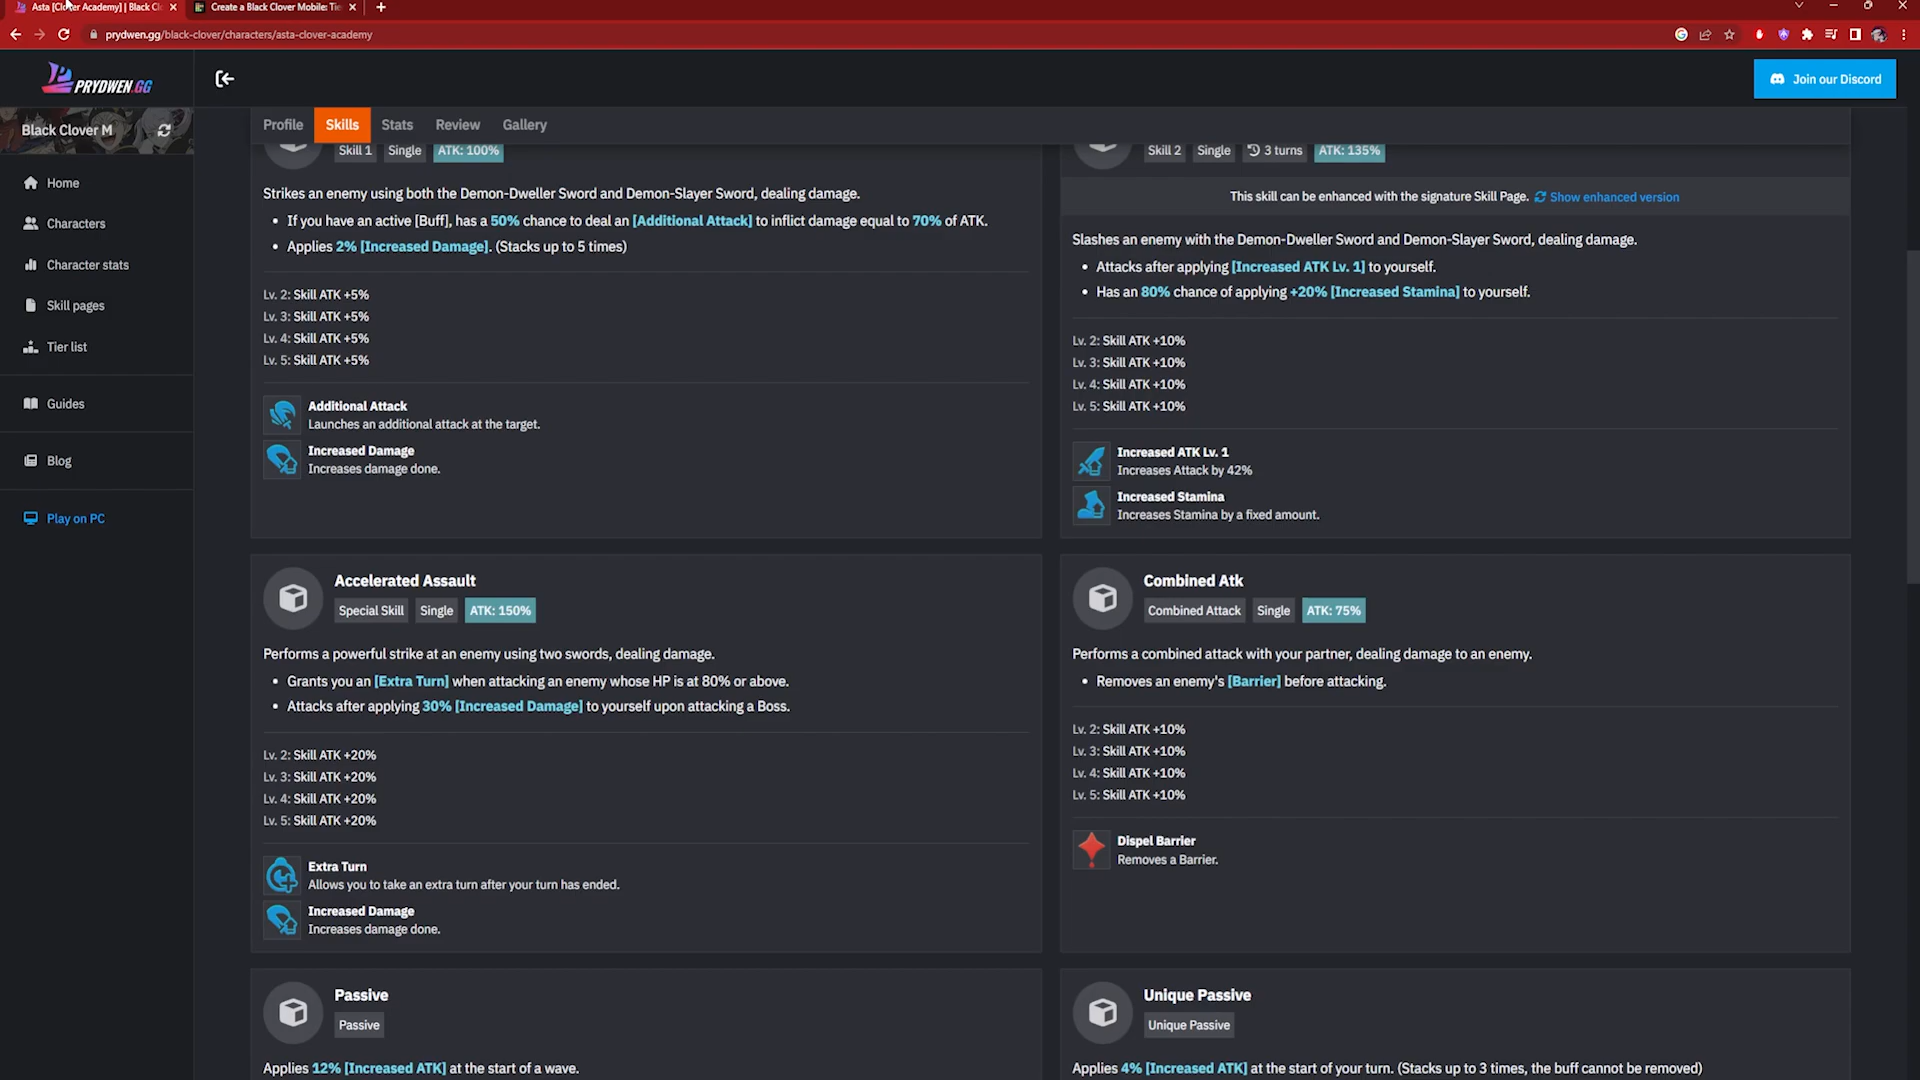 Asta [Clover Academy] | Black Cl
Create a Black Clover Mobile: Tie
prydwen.gg/black-clover/characters/asta-clover-academy
PRYDWEN.GG
Join our Discord
Black Clover M
Home
Characters
Character stats
Skill pages
Tier list
Guides
Blog
Play on PC
Profile
Skills
Stats
Review
Gallery
Skill 1
Single
ATK: 100%
Strikes an enemy using both the Demon-Dweller Sword and Demon-Slayer Sword, dealing damage.
• If you have an active [Buff], has a 50% chance to deal an [Additional Attack] to inflict damage equal to 70% of ATK.
• Applies 2% [Increased Damage]. (Stacks up to 5 times)
Lv. 2: Skill ATK +5%
Lv. 3: Skill ATK +5%
Lv. 4: Skill ATK +5%
Lv. 5: Skill ATK +5%
Additional Attack
Launches an additional attack at the target.
Increased Damage
Increases damage done.
Skill 2
Single
3 turns
ATK: 135%
This skill can be enhanced with the signature Skill Page. Show enhanced version
Slashes an enemy with the Demon-Dweller Sword and Demon-Slayer Sword, dealing damage.
• Attacks after applying [Increased ATK Lv. 1] to yourself.
• Has an 80% chance of applying +20% [Increased Stamina] to yourself.
Lv. 2: Skill ATK +10%
Lv. 3: Skill ATK +10%
Lv. 4: Skill ATK +10%
Lv. 5: Skill ATK +10%
Increased ATK Lv. 1
Increases Attack by 42%
Increased Stamina
Increases Stamina by a fixed amount.
Accelerated Assault
Special Skill
Single
ATK: 150%
Performs a powerful strike at an enemy using two swords, dealing damage.
• Grants you an [Extra Turn] when attacking an enemy whose HP is at 80% or above.
• Attacks after applying 30% [Increased Damage] to yourself upon attacking a Boss.
Lv. 2: Skill ATK +20%
Lv. 3: Skill ATK +20%
Lv. 4: Skill ATK +20%
Lv. 5: Skill ATK +20%
Extra Turn
Allows you to take an extra turn after your turn has ended.
Increased Damage
Increases damage done.
Combined Atk
Combined Attack
Single
ATK: 75%
Performs a combined attack with your partner, dealing damage to an enemy.
• Removes an enemy's [Barrier] before attacking.
Lv. 2: Skill ATK +10%
Lv. 3: Skill ATK +10%
Lv. 4: Skill ATK +10%
Lv. 5: Skill ATK +10%
Dispel Barrier
Removes a Barrier.
Passive
Passive
Applies 12% [Increased ATK] at the start of a wave.
Unique Passive
Unique Passive
Applies 4% [Increased ATK] at the start of your turn. (Stacks up to 3 times, the buff cannot be removed)